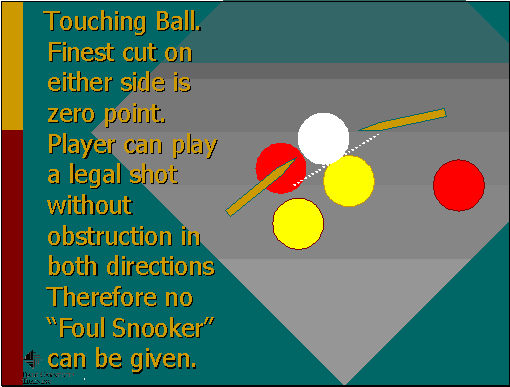 Touching Ball.
Finest cut on
either side is
zero point.
Player can play
a legal shot
without
obstruction in
both directions
Therefore no
“Foul Snooker”
can be given.